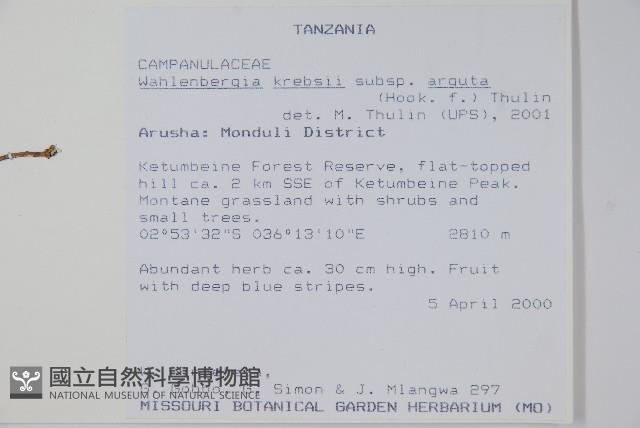 TANZANIA
CAMPANULACEAE
Wahlenbergia krebsii subsp. arguta
(Hook. f.) Thulin
det. M. Thulin (UPS), 2001
Arusha: Monduli District
Ketumbeine Forest Reserve, flat-topped
hill ca. 2 km SSE of Ketumbeine Peak.
Montane grassland with shrubs and
small trees.
02°53'32"S 036°13'10"E 2810 m
Abundant herb ca. 30 cm high. Fruit
with deep blue stripes.
5 April 2000
Simon & J. Mlangwa 297
MISSOURI BOTANICAL GARDEN HERBARIUM (MO)
國立自然科學博物館
NATIONAL MUSEUM OF NATURAL SCIENCE